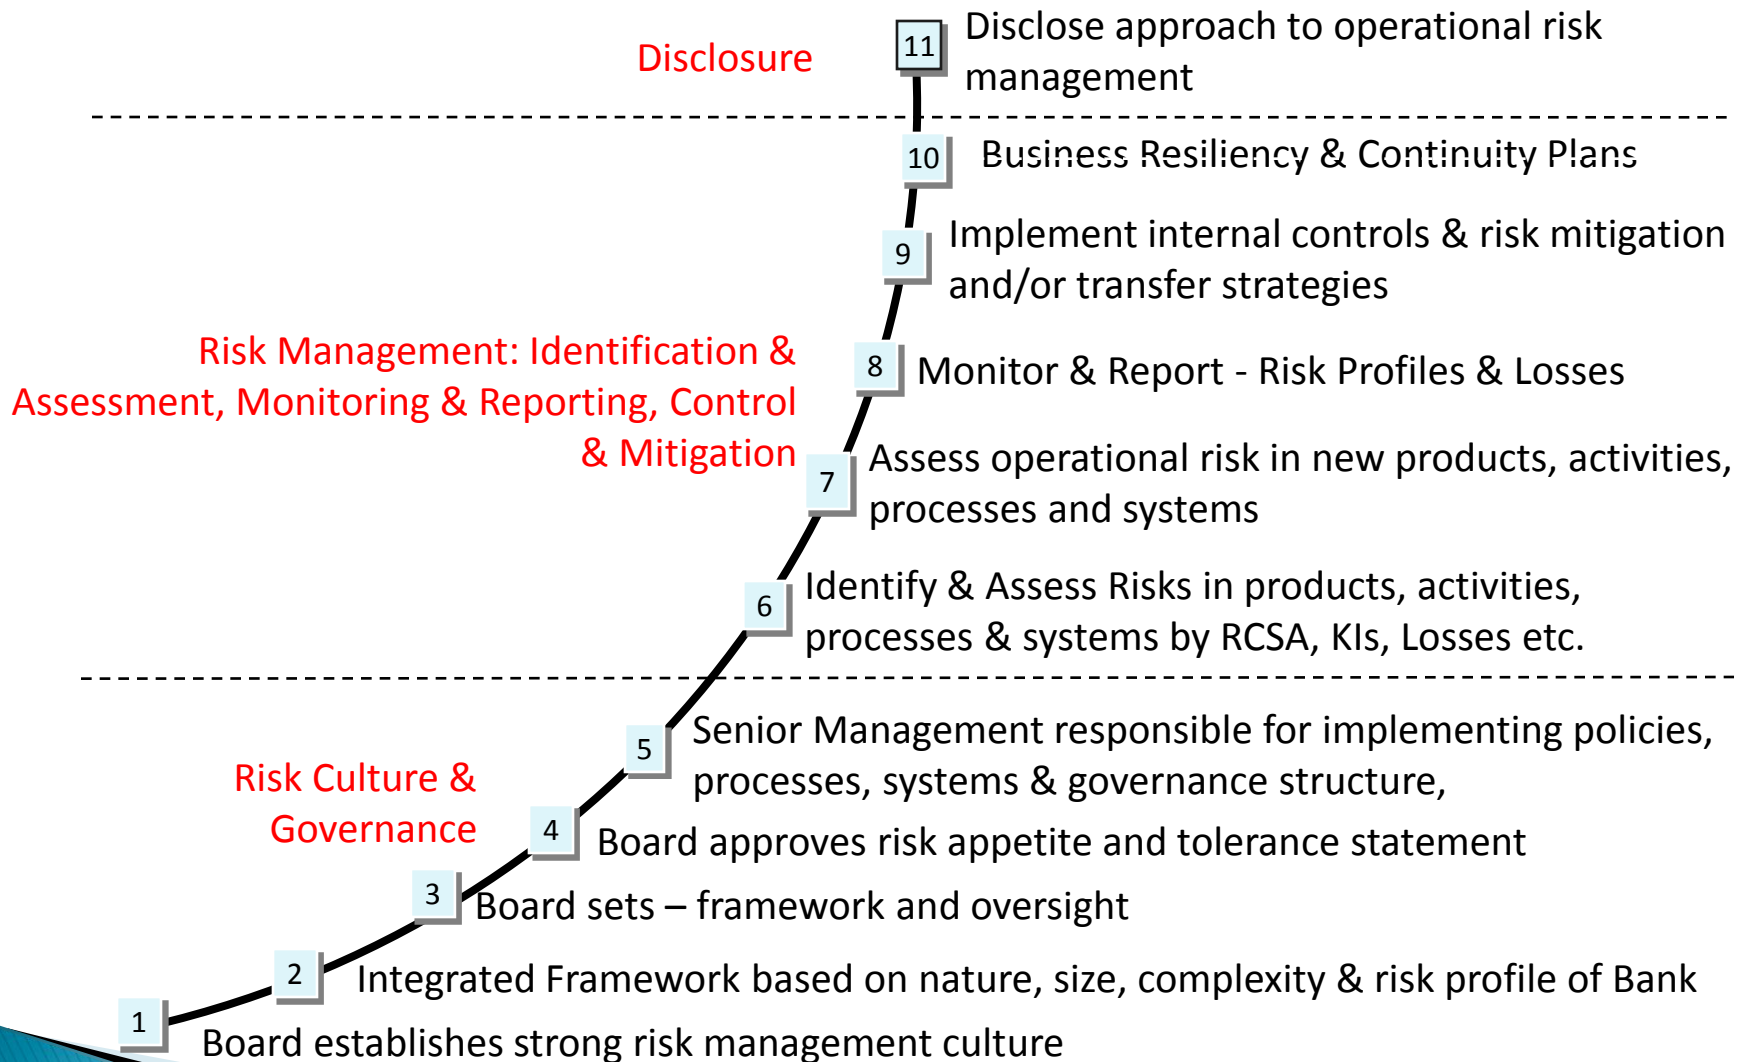 Disclosure
11
Disclose approach to operational risk
management
10
Business Resiliency & Continuity Plans
9
Implement internal controls & risk mitigation
and/or transfer strategies
Risk Management: Identification &
Assessment, Monitoring & Reporting, Control
& Mitigation
8
Monitor & Report - Risk Profiles & Losses
7
Assess operational risk in new products, activities,
processes and systems
6
Identify & Assess Risks in products, activities,
processes & systems by RCSA, KIs, Losses etc.
Risk Culture &
Governance
5
Senior Management responsible for implementing policies,
processes, systems & governance structure,
4
Board approves risk appetite and tolerance statement
3
Board sets – framework and oversight
2
Integrated Framework based on nature, size, complexity & risk profile of Bank
1
Board establishes strong risk management culture